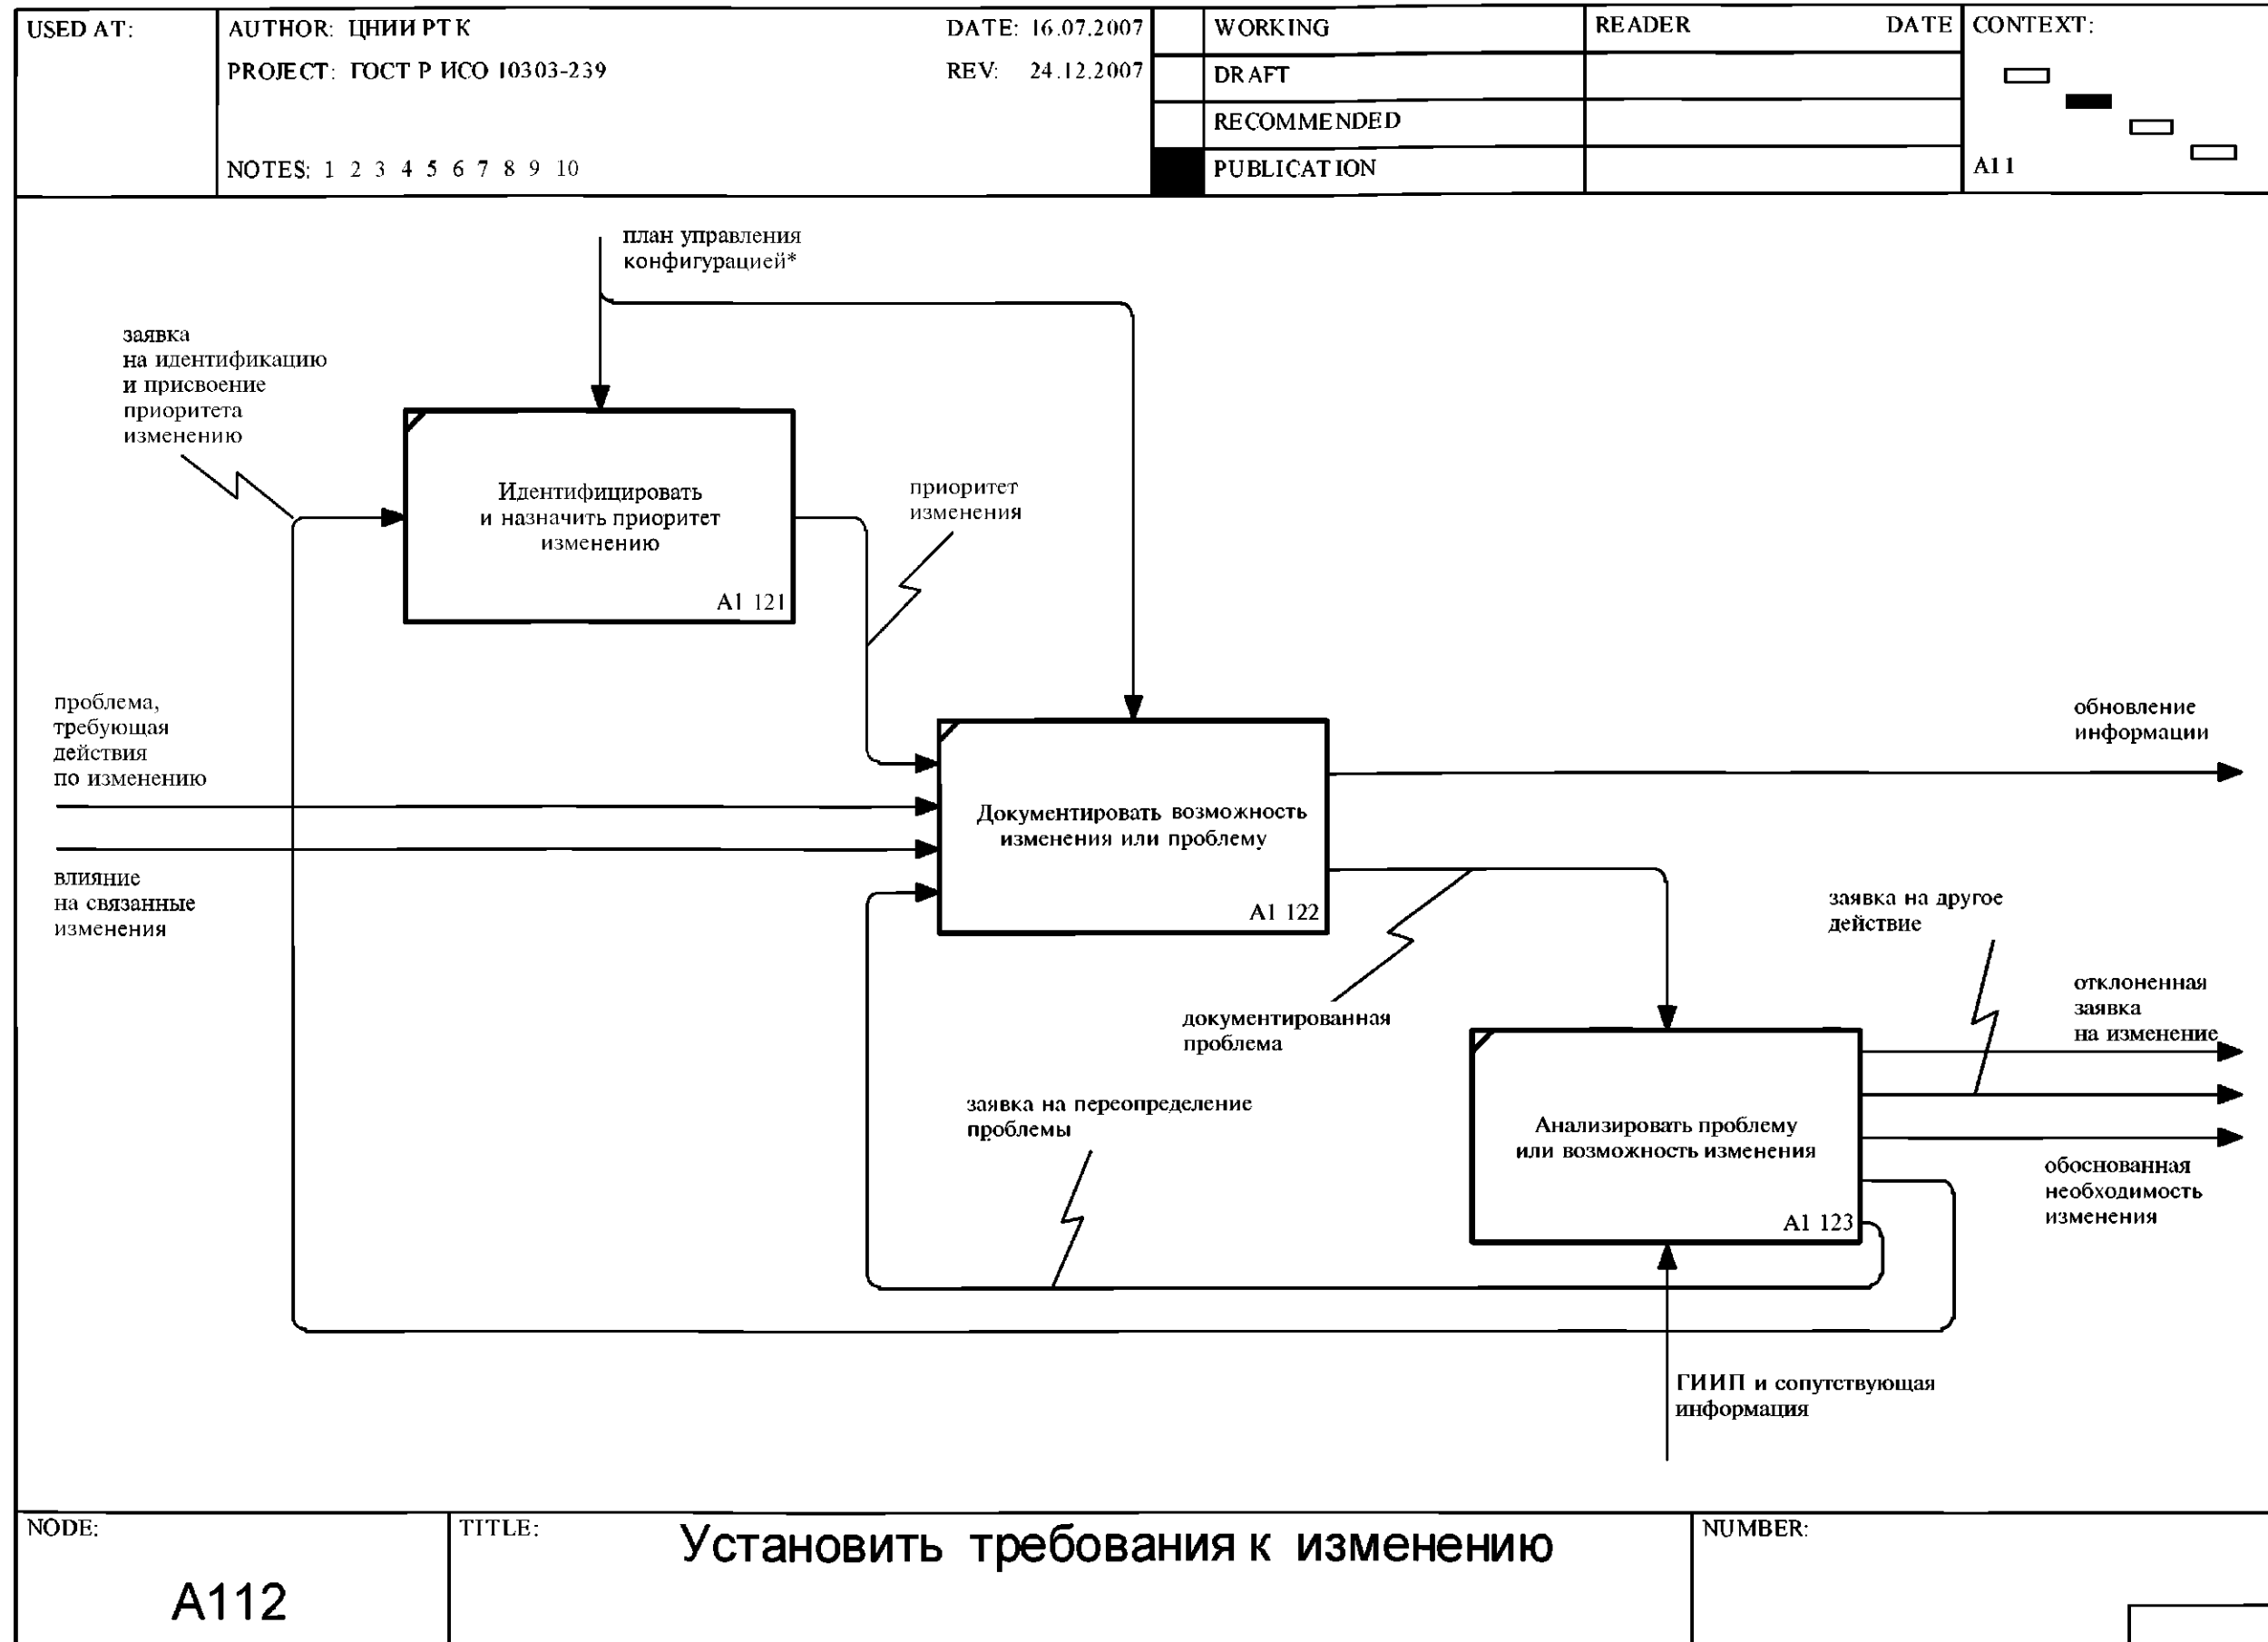 USED AT:
AUTHOR: ЦНИИ РТК
DATE: 16.07.2007
PROJECT: ГОСТ Р ИСО 10303-239
REV: 24.12.2007
NOTES: 1 2 3 4 5 6 7 8 9 10
WORKING
DRAFT
RECOMMENDED
PUBLICATION
READER
DATE
CONTEXT:
A11
план управления
конфигурацией*
заявка
на идентификацию
и присвоение
приоритета
изменению
Идентифицировать
и назначить приоритет
изменению
A1 121
приоритет
изменения
проблема,
требующая
действия
по изменению
обновление
информации
Документировать возможность
изменения или проблему
A1 122
влияние
на связанные
изменения
заявка на другое
действие
документированная
проблема
отклоненная
заявка
на изменение
заявка на переопределение
проблемы
Анализировать проблему
или возможность изменения
A1 123
обоснованная
необходимость
изменения
ГИИП и сопутствующая
информация
NODE:
A112
TITLE:
Установить требования к изменению
NUMBER: